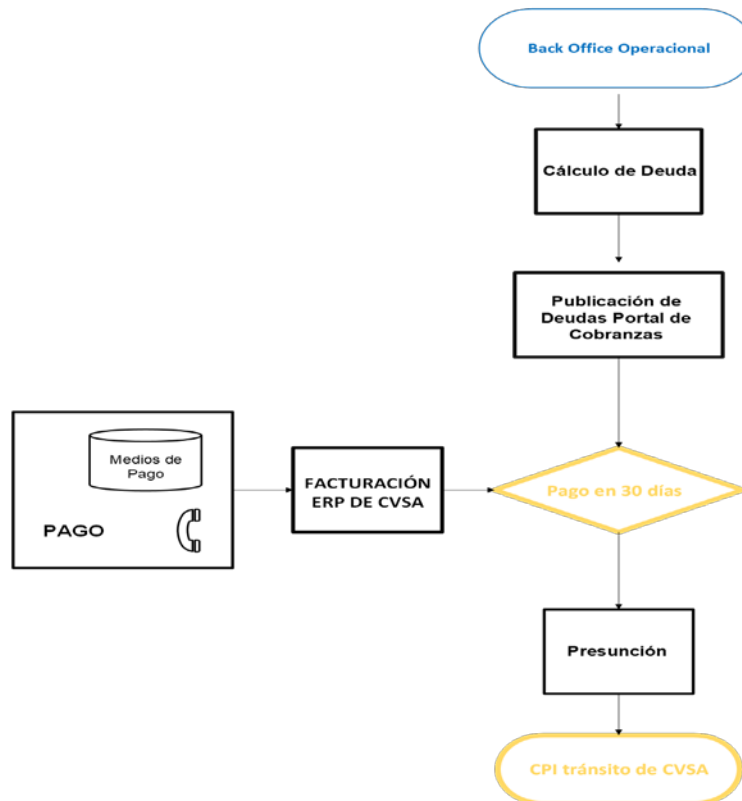 Back Office Operacional
Cálculo de Deuda
Publicación de
Deudas Portal de
Cobranzas
Medios de
Pago
PAGO
FACTURACIÓN
ERP DE CVSA
Pago en 30 días
Presunción
CPI tránsito de CVSA